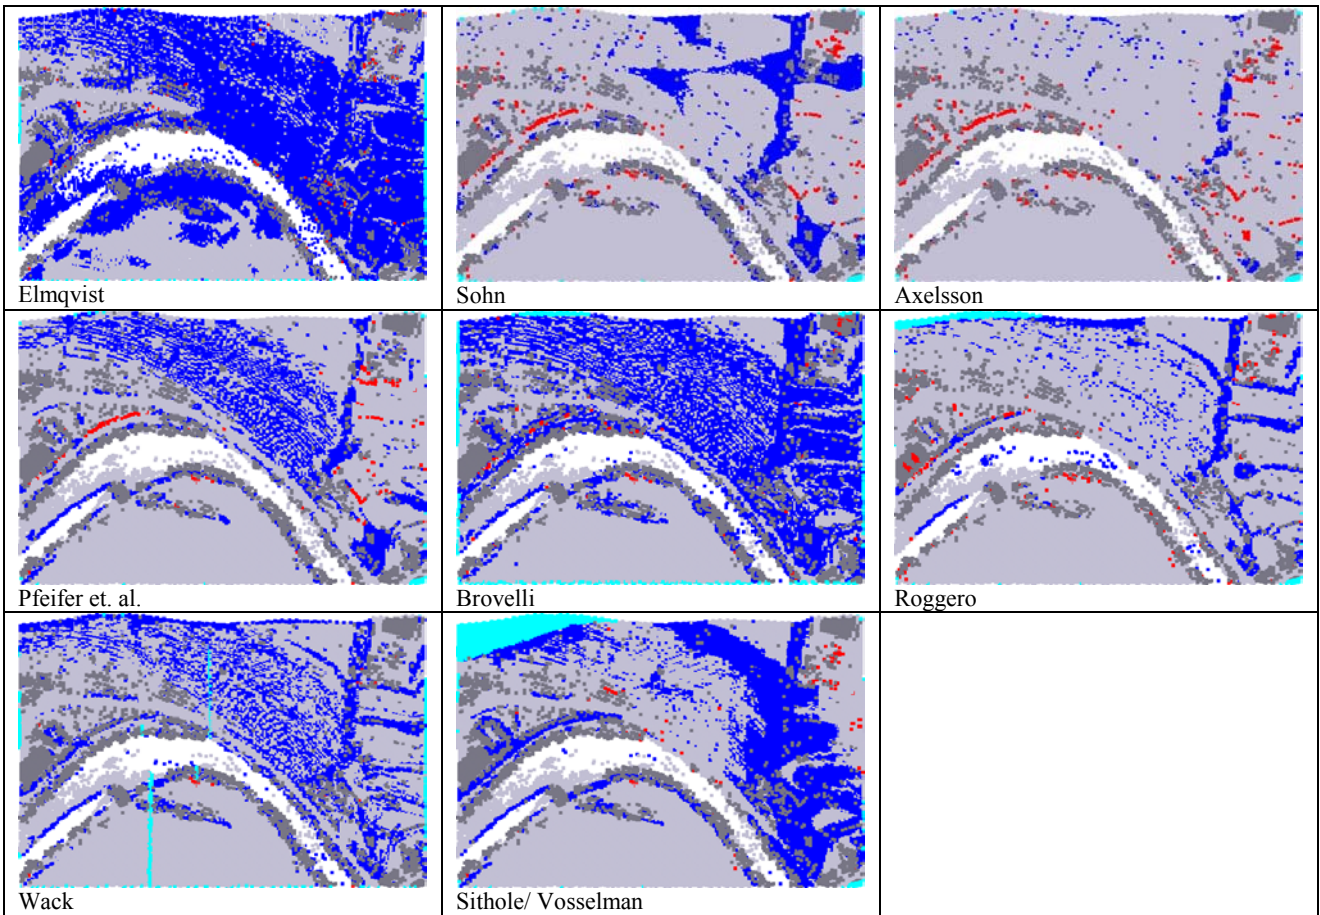 Elmqvist
Sohn
Axelsson
Pfeifer et. al.
Brovelli
Roggero
Wack
Sithole/ Vosselman